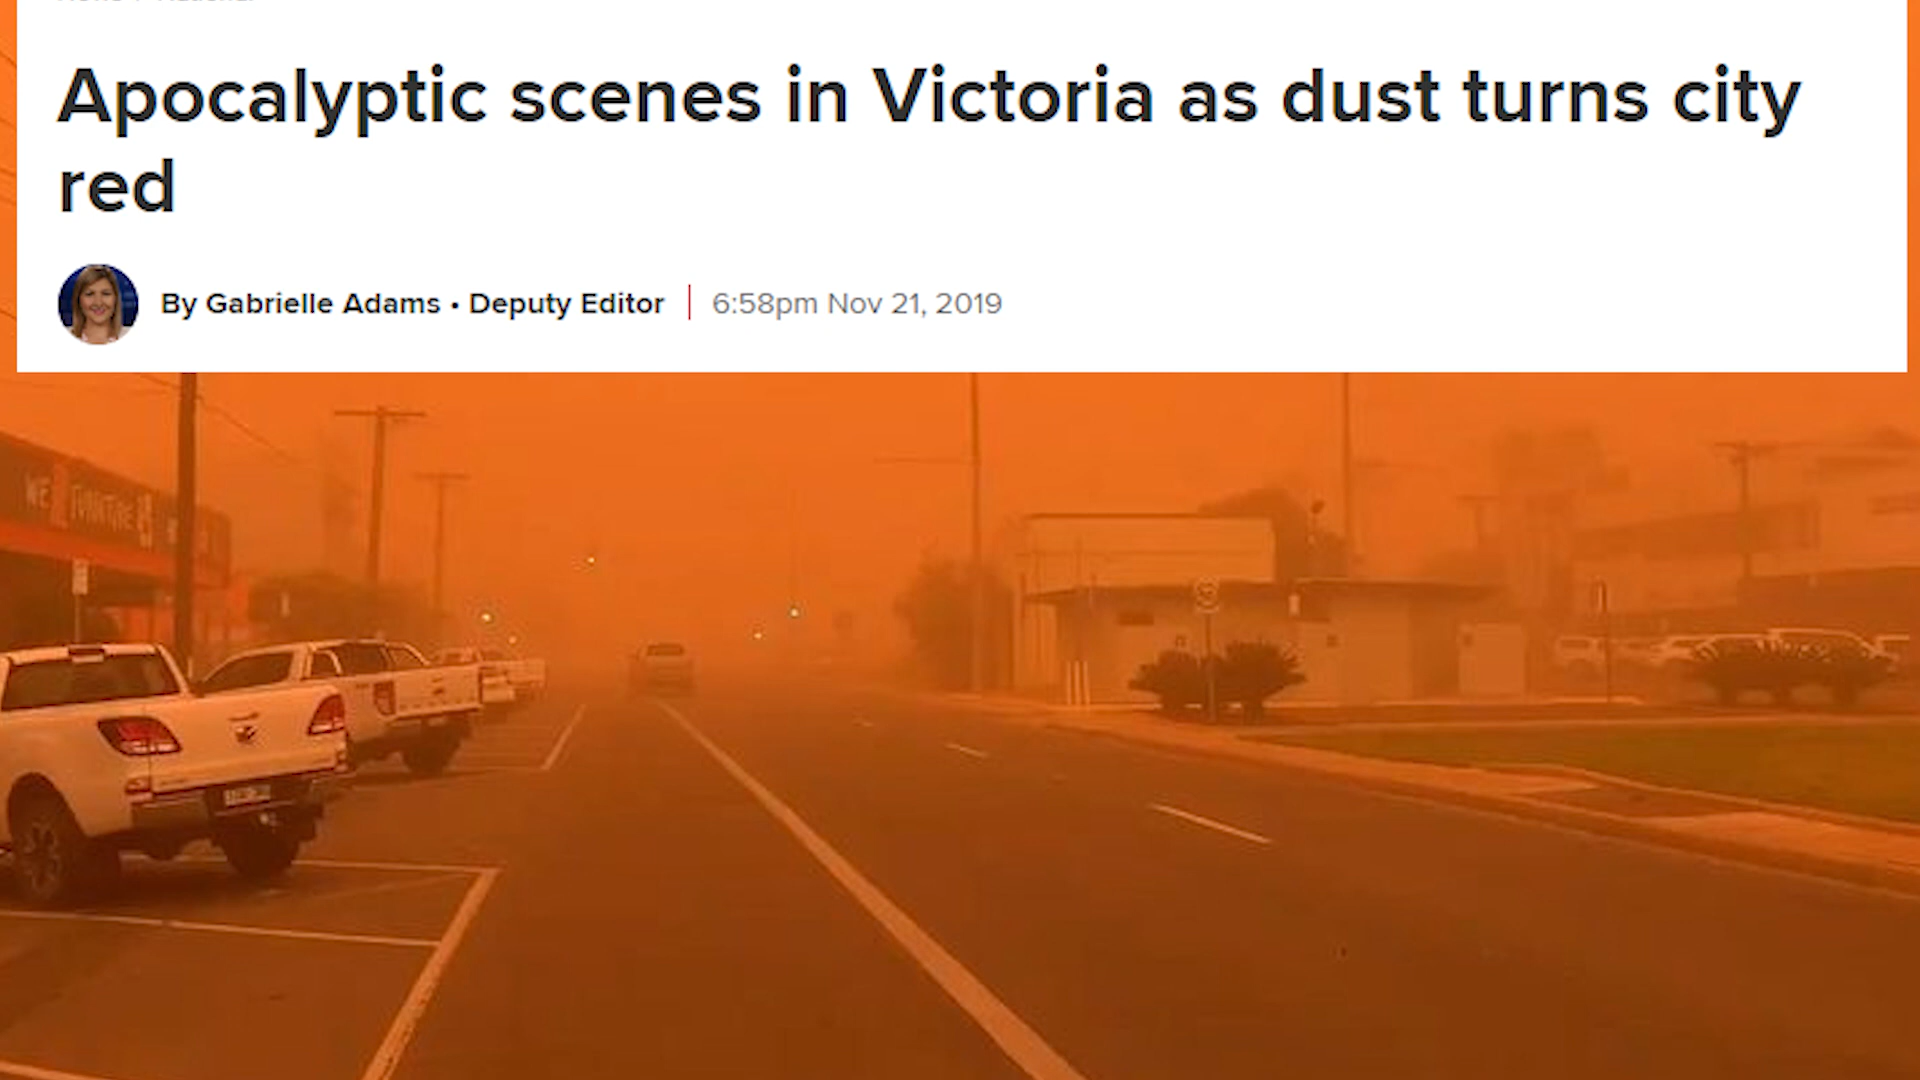 Apocalyptic scenes in Victoria as dust turns city
red
By Gabrielle Adams • Deputy Editor
6:58pm Nov 21, 2019